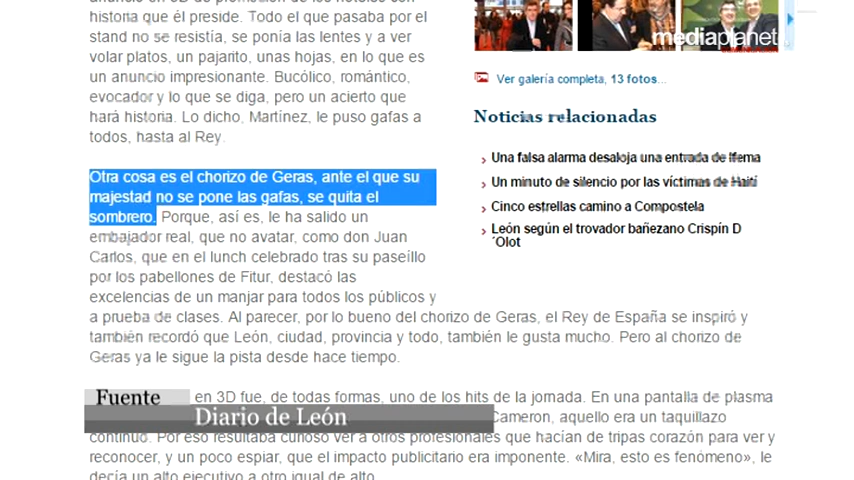 anuncio en 3D de promoción de los hoteles con
historia que él preside. Todo el que pasaba por el
stand no se resistía, se ponía las lentes y a ver
volar platos, un pajarito, unas hojas, en lo que es
un anuncio impresionante. Bucólico, romántico,
evocador y lo que se diga, pero un acierto que
hará historia. Lo dicho, Martínez, le puso gafas a
todos, hasta al Rey.
Otra cosa es el chorizo de Geras, ante el que su
majestad no se pone las gafas, se quita el
sombrero. Porque, así es, le ha salido un
embajador real, que no avatar, como don Juan
Carlos, que en el lunch celebrado tras su paseíllo
por los pabellones de Fitur, destacó las
excelencias de un manjar para todos los públicos y
a prueba de clases. Al parecer, por lo bueno del chorizo de Geras, el Rey de España se inspiró y
también recordó que León, ciudad, provincia y todo, también le gusta mucho. Pero al chorizo de
Geras ya le sigue la pista desde hace tiempo.
mediaplanet
Ver galería completa, 13 fotos...
Noticias relacionadas
Una falsa alarma desaloja una entrada de Ifema
Un minuto de silencio por las víctimas de Haití
Cinco estrellas camino a Compostela
León según el trovador bañezano Crispín D
´Olot
Fuente
Diario de León
en 3D fue, de todas formas, uno de los hits de la jornada. En una pantalla de plasma
Cameron, aquello era un taquillazo
continuo. Por eso resultaba curioso ver a otros profesionales que hacían de tripas corazón para ver y
reconocer, y un poco espiar, que el impacto publicitario era imponente. «Mira, esto es fenómeno», le
decía un alto ejecutivo a otro igual de alto.